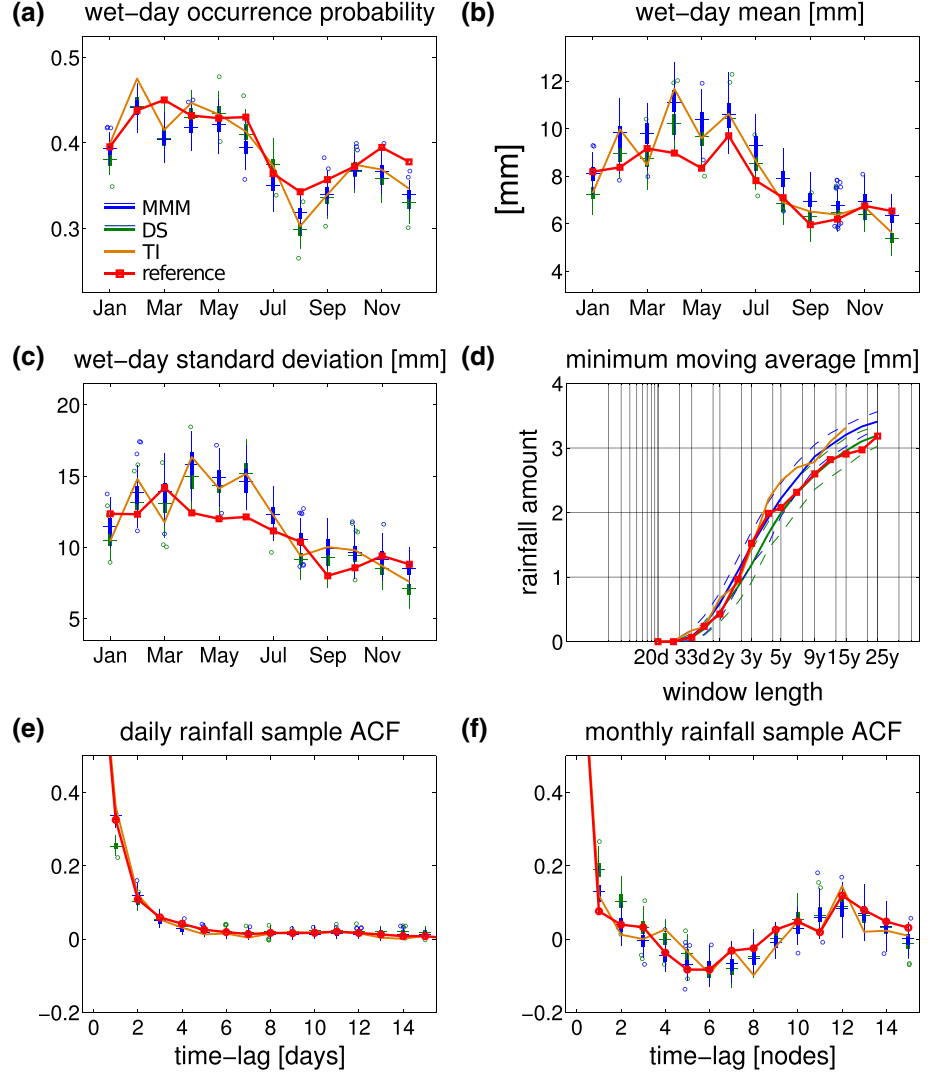 (a) wet-day occurrence probability
0.5
0.4
0.3
MMM
DS
TI
reference
Jan Mar May Jul Sep Nov
(b) wet-day mean [mm]
[mm]
12
10
8
6
4
Jan Mar May Jul Sep Nov
(c) wet-day standard deviation [mm]
20
15
10
5
Jan Mar May Jul Sep Nov
(d) minimum moving average [mm]
rainfall amount
4
3
2
1
0
20d 33d 2y 3y 5y 9y 15y 25y
window length
(e) daily rainfall sample ACF
0.4
0.2
0
−0.2
0 2 4 6 8 10 12 14
time-lag [days]
(f) monthly rainfall sample ACF
0.4
0.2
0
−0.2
0 2 4 6 8 10 12 14
time-lag [nodes]